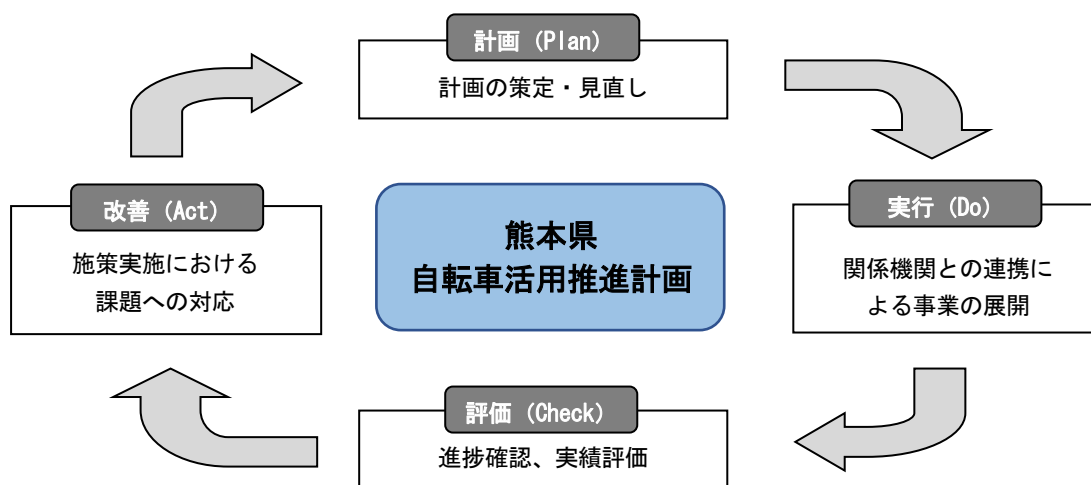 計画（Plan）
計画の策定・見直し
改善（Act）
施策実施における
課題への対応
熊本県
自転車活用推進計画
実行（Do）
関係機関との連携に
よる事業の展開
評価（Check）
進捗確認、実績評価